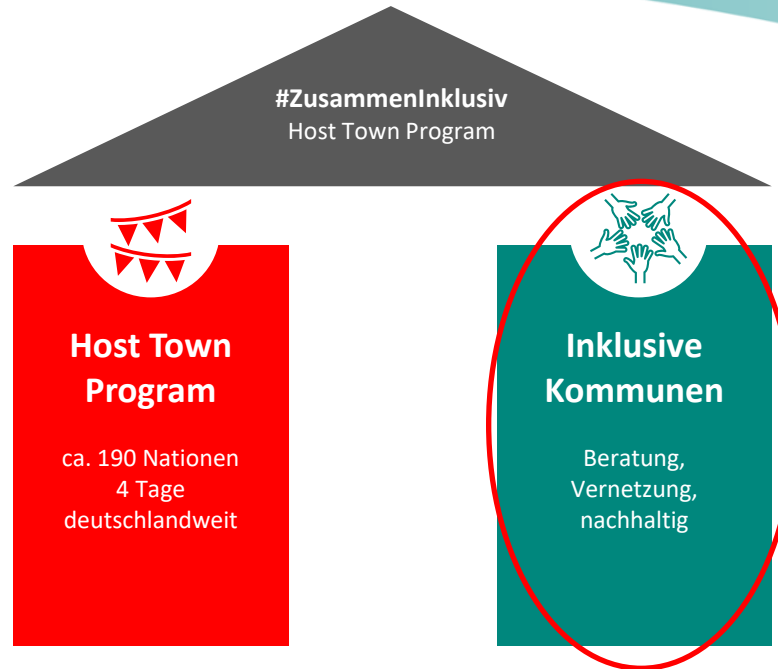 #ZusammenInklusiv
Host Town Program
Host Town
Program
ca. 190 Nationen
4 Tage
deutschlandweit
Inklusive
Kommunen
Beratung,
Vernetzung,
nachhaltig